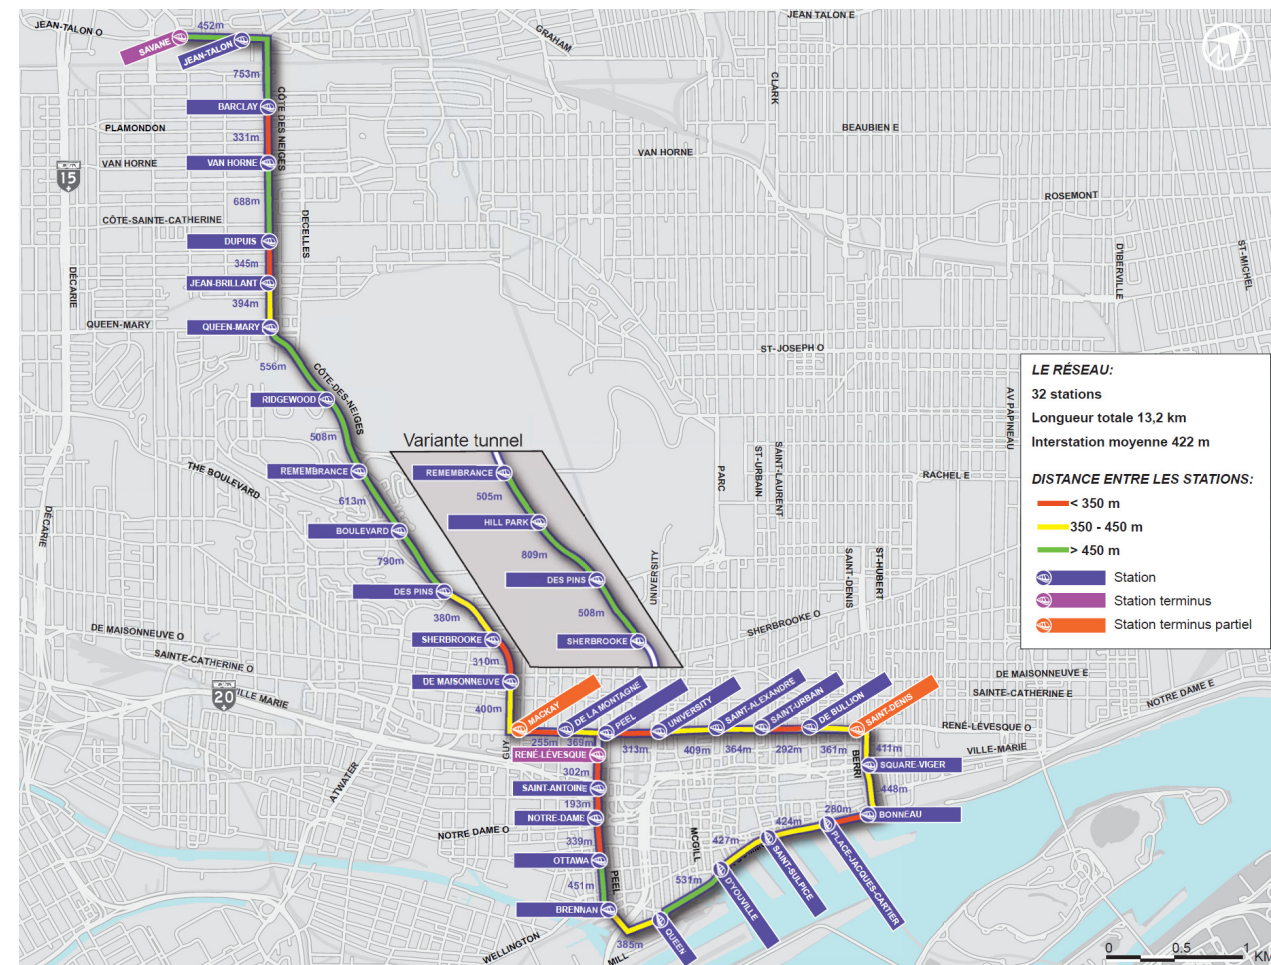 JEAN-TALON O
452m
SAVANE
JEAN-TALON
GRAHAM
JEAN TALON E
753m
CÔTE DES NEIGES
CLARK
BARCLAY
PLAMONDON
331m
BEAUBIEN E
15
VAN HORNE
VAN HORNE
VAN HORNE
688m
ROSEMONT
CÔTE-SAINTE-CATHERINE
DECELLES
DUPUIS
345m
D'IBERVILLE
ST-MICHEL
DÉCARIE
JEAN-BRILLANT
394m
QUEEN-MARY
QUEEN-MARY
ST-JOSEPH O
556m
CÔTE-DES-NEIGES
RIDGEWOOD
508m
AV PAPINEAU
LE RÉSEAU:
32 stations
Longueur totale 13,2 km
Interstation moyenne 422 m
DISTANCE ENTRE LES STATIONS:
< 350 m
350 - 450 m
> 450 m
Station
Station terminus
Station terminus partiel
Variante tunnel
REMEMBRANCE
505m
HILL PARK
809m
DES PINS
508m
SHERBROOKE
THE BOULEVARD
REMEMBRANCE
613m
BOULEVARD
790m
PARC
ST-URBAIN
SAINT-LAURENT
RACHEL E
DÉCARIE
UNIVERSITY
SAINT-DENIS
ST-HUBERT
DES PINS
380m
SHERBROOKE O
DE MAISONNEUVE O
SHERBROOKE
310m
SAINTE-CATHERINE O
DE MAISONNEUVE
DE MAISONNEUVE E
SAINTE-CATHERINE E
NOTRE DAME E
20
VILLE MARIE
400m
MACKAY
DE LA MONTAGNE
PEEL
UNIVERSITY
SAINT-ALEXANDRE
SAINT-URBAIN
DE BULLION
SAINT-DENIS
RENÉ-LÉVESQUE O
GUY
255m
369m
313m
409m
364m
292m
361m
411m
VILLE-MARIE
RENÉ-LÉVESQUE
BERRI
SQUARE-VIGER
302m
ATWATER
SAINT-ANTOINE
448m
193m
280m
BONNEAU
NOTRE-DAME
424m
NOTRE DAME O
339m
MCGILL
427m
PLACE-JACQUES-CARTIER
SAINT-SULPICE
OTTAWA
PEEL
531m
D'YOUVILLE
451m
BRENNAN
QUEEN
385m
WELLINGTON
MILL
0 0.5 1 KM